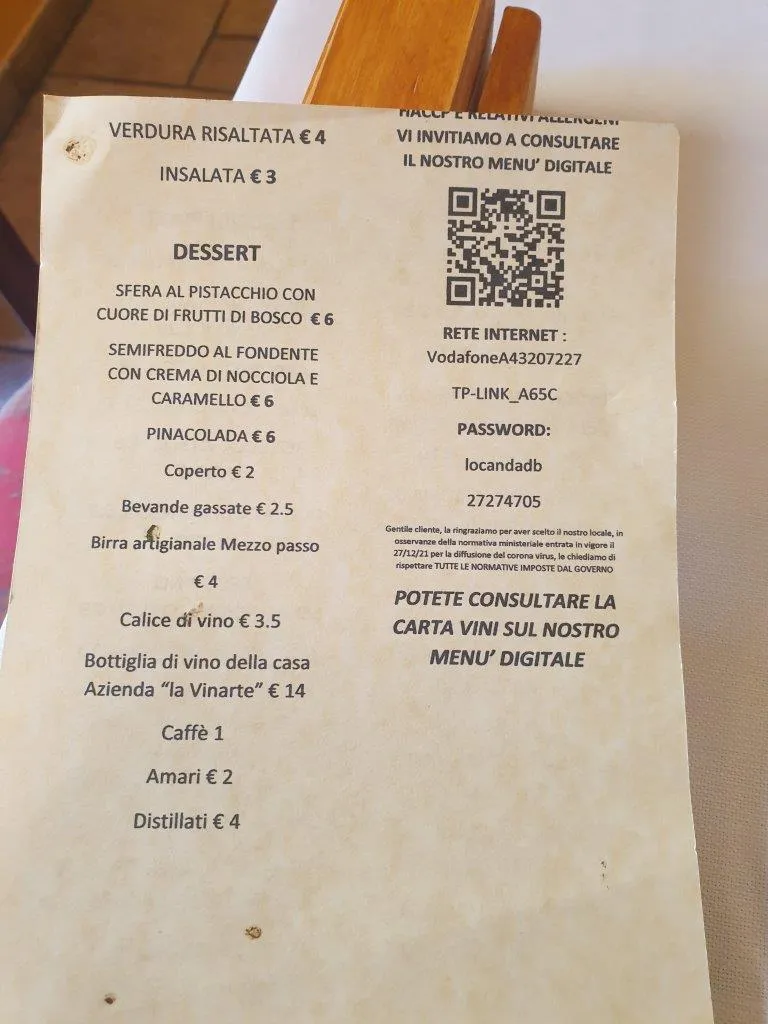 VERDURA RISALTATA € 4
INSALATA € 3
DESSERT
SFERA AL PISTACCHIO CON
CUORE DI FRUTTI DI BOSCO € 6
SEMIFREDDO AL FONDENTE
CON CREMA DI NOCCIOLA E
CARAMELLO € 6
PINACOLADA € 6
Coperto € 2
Bevande gassate € 2.5
Birra artigianale Mezzo passo
€ 4
Calice di vino € 3.5
Bottiglia di vino della casa
Azienda “la Vinarte” € 14
Caffè 1
Amari € 2
Distillati € 4
HACCP E RELATIVI ALLERGENI
VI INVITIAMO A CONSULTARE
IL NOSTRO MENU’ DIGITALE
RETE INTERNET :
VodafoneA43207227
TP-LINK_A65C
PASSWORD:
locandadb
27274705
Gentile cliente, la ringraziamo per aver scelto il nostro locale, in
osservanze della normativa ministeriale entrata in vigore il
27/12/21 per la diffusione del corona virus, le chiediamo di
rispettare TUTTE LE NORMATIVE IMPOSTE DAL GOVERNO
POTETE CONSULTARE LA
CARTA VINI SUL NOSTRO
MENU’ DIGITALE